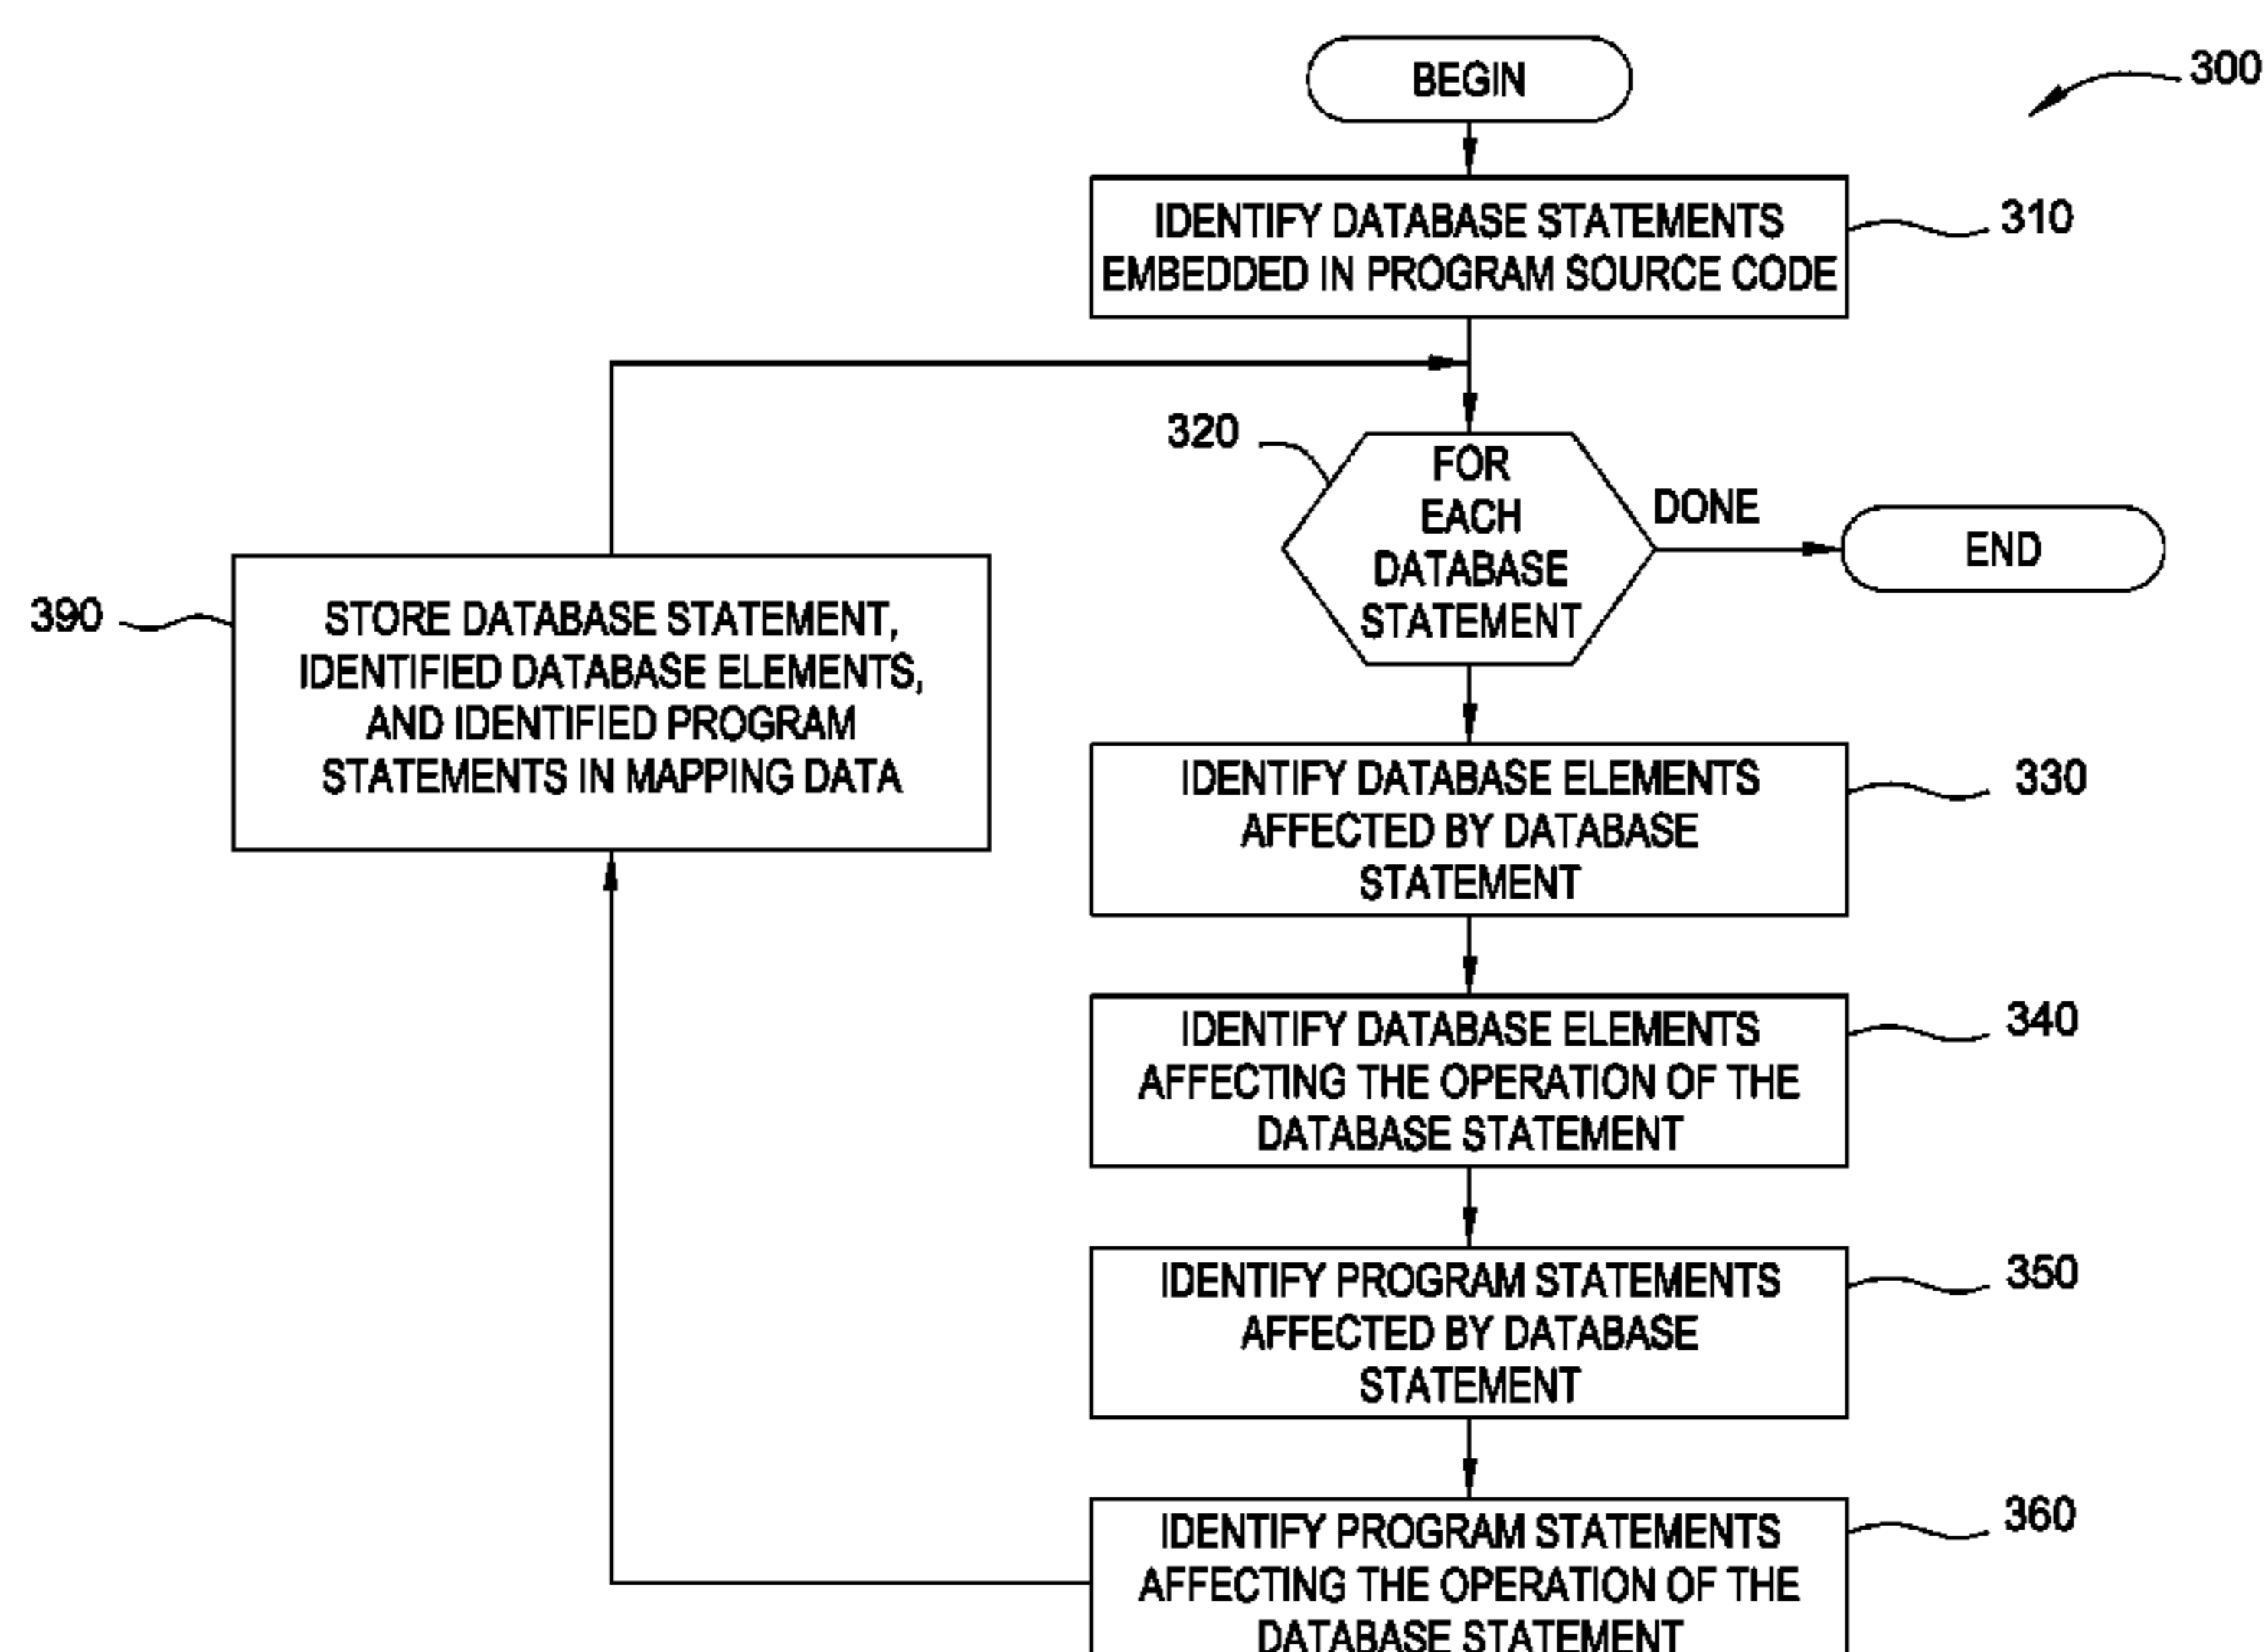 BEGIN
300
IDENTIFY DATABASE STATEMENTS
EMBEDDED IN PROGRAM SOURCE CODE
310
320
FOR
EACH
DATABASE
STATEMENT
DONE
END
390
STORE DATABASE STATEMENT,
IDENTIFIED DATABASE ELEMENTS,
AND IDENTIFIED PROGRAM
STATEMENTS IN MAPPING DATA
IDENTIFY DATABASE ELEMENTS
AFFECTED BY DATABASE
STATEMENT
330
IDENTIFY DATABASE ELEMENTS
AFFECTING THE OPERATION OF THE
DATABASE STATEMENT
340
IDENTIFY PROGRAM STATEMENTS
AFFECTED BY DATABASE
STATEMENT
350
IDENTIFY PROGRAM STATEMENTS
AFFECTING THE OPERATION OF THE
DATABASE STATEMENT
360